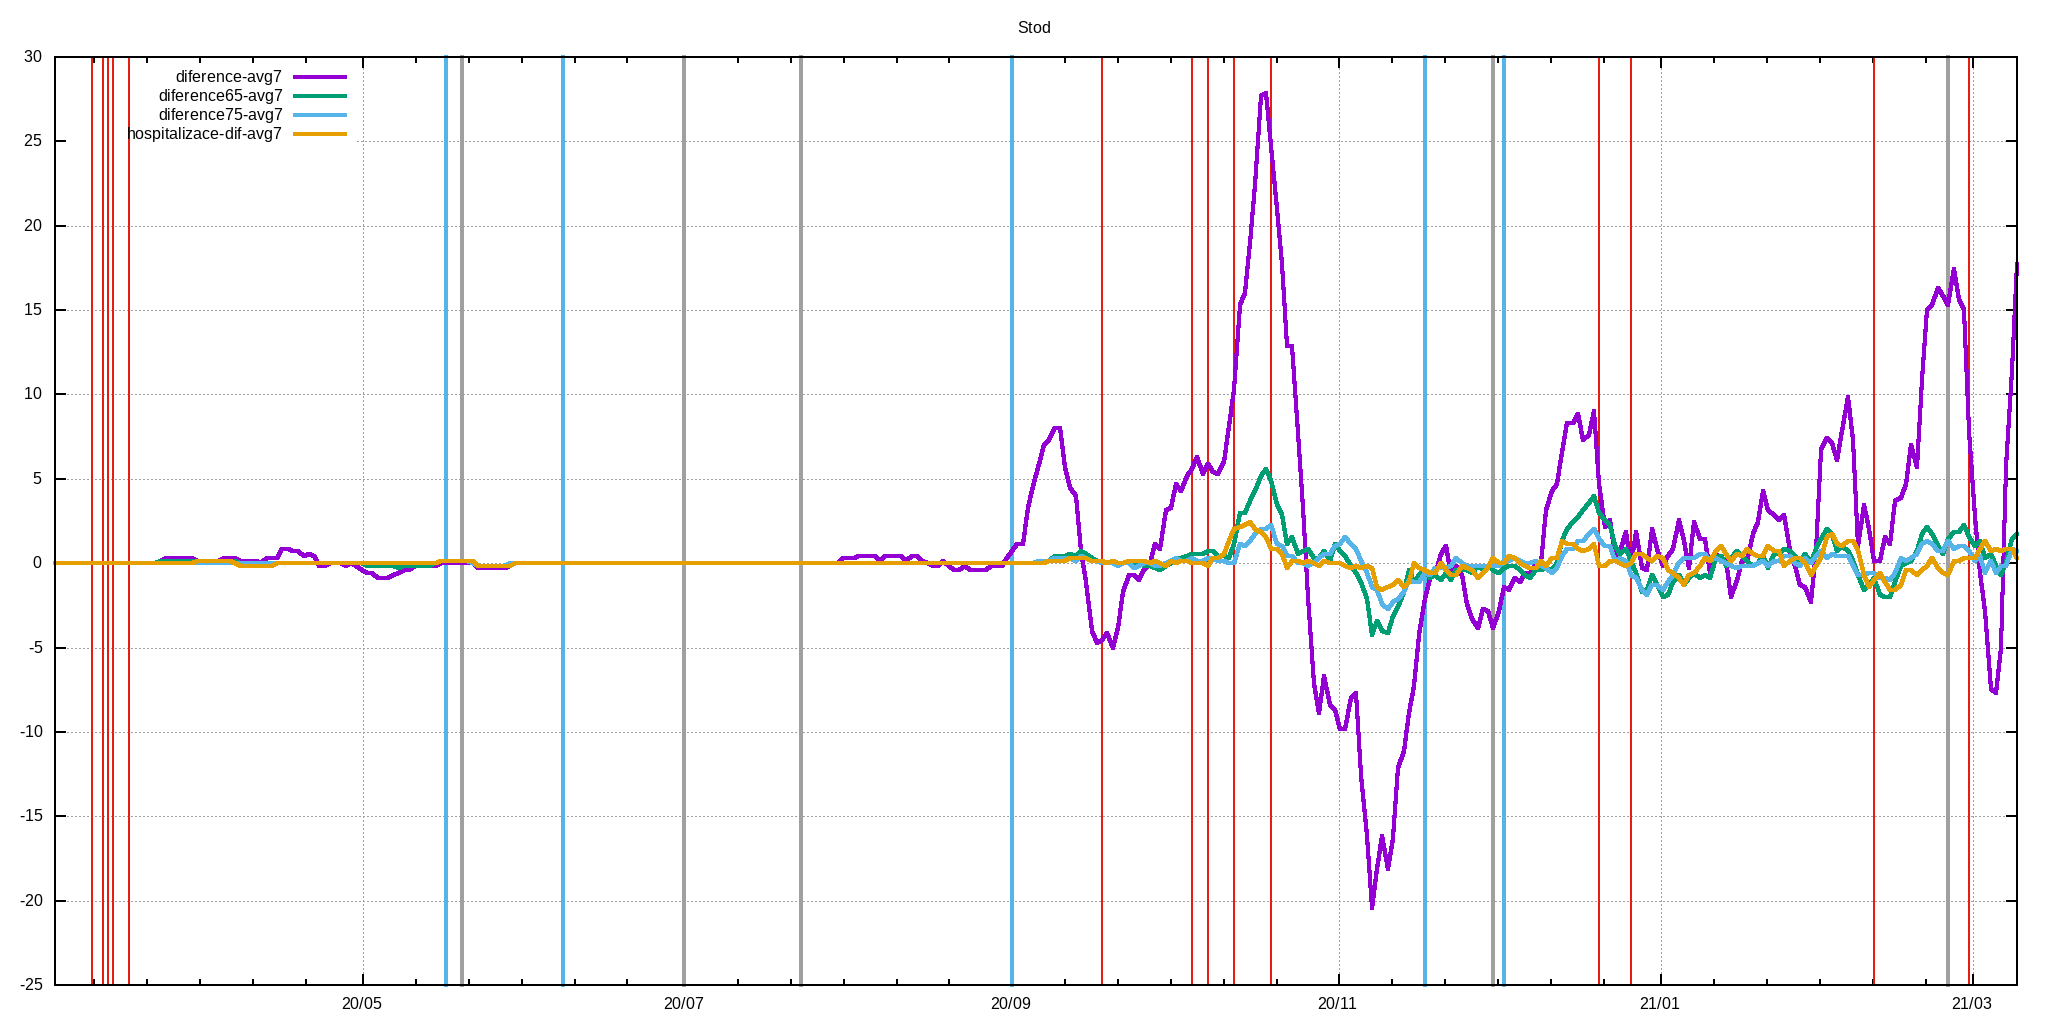 Stod
diference-avg7
diference65-avg7
diference75-avg7
hospitalizace-dif-avg7
30
25
20
15
10
5
0
-5
-10
-15
-20
-25
20/05 20/07 20/09 20/11 21/01 21/03